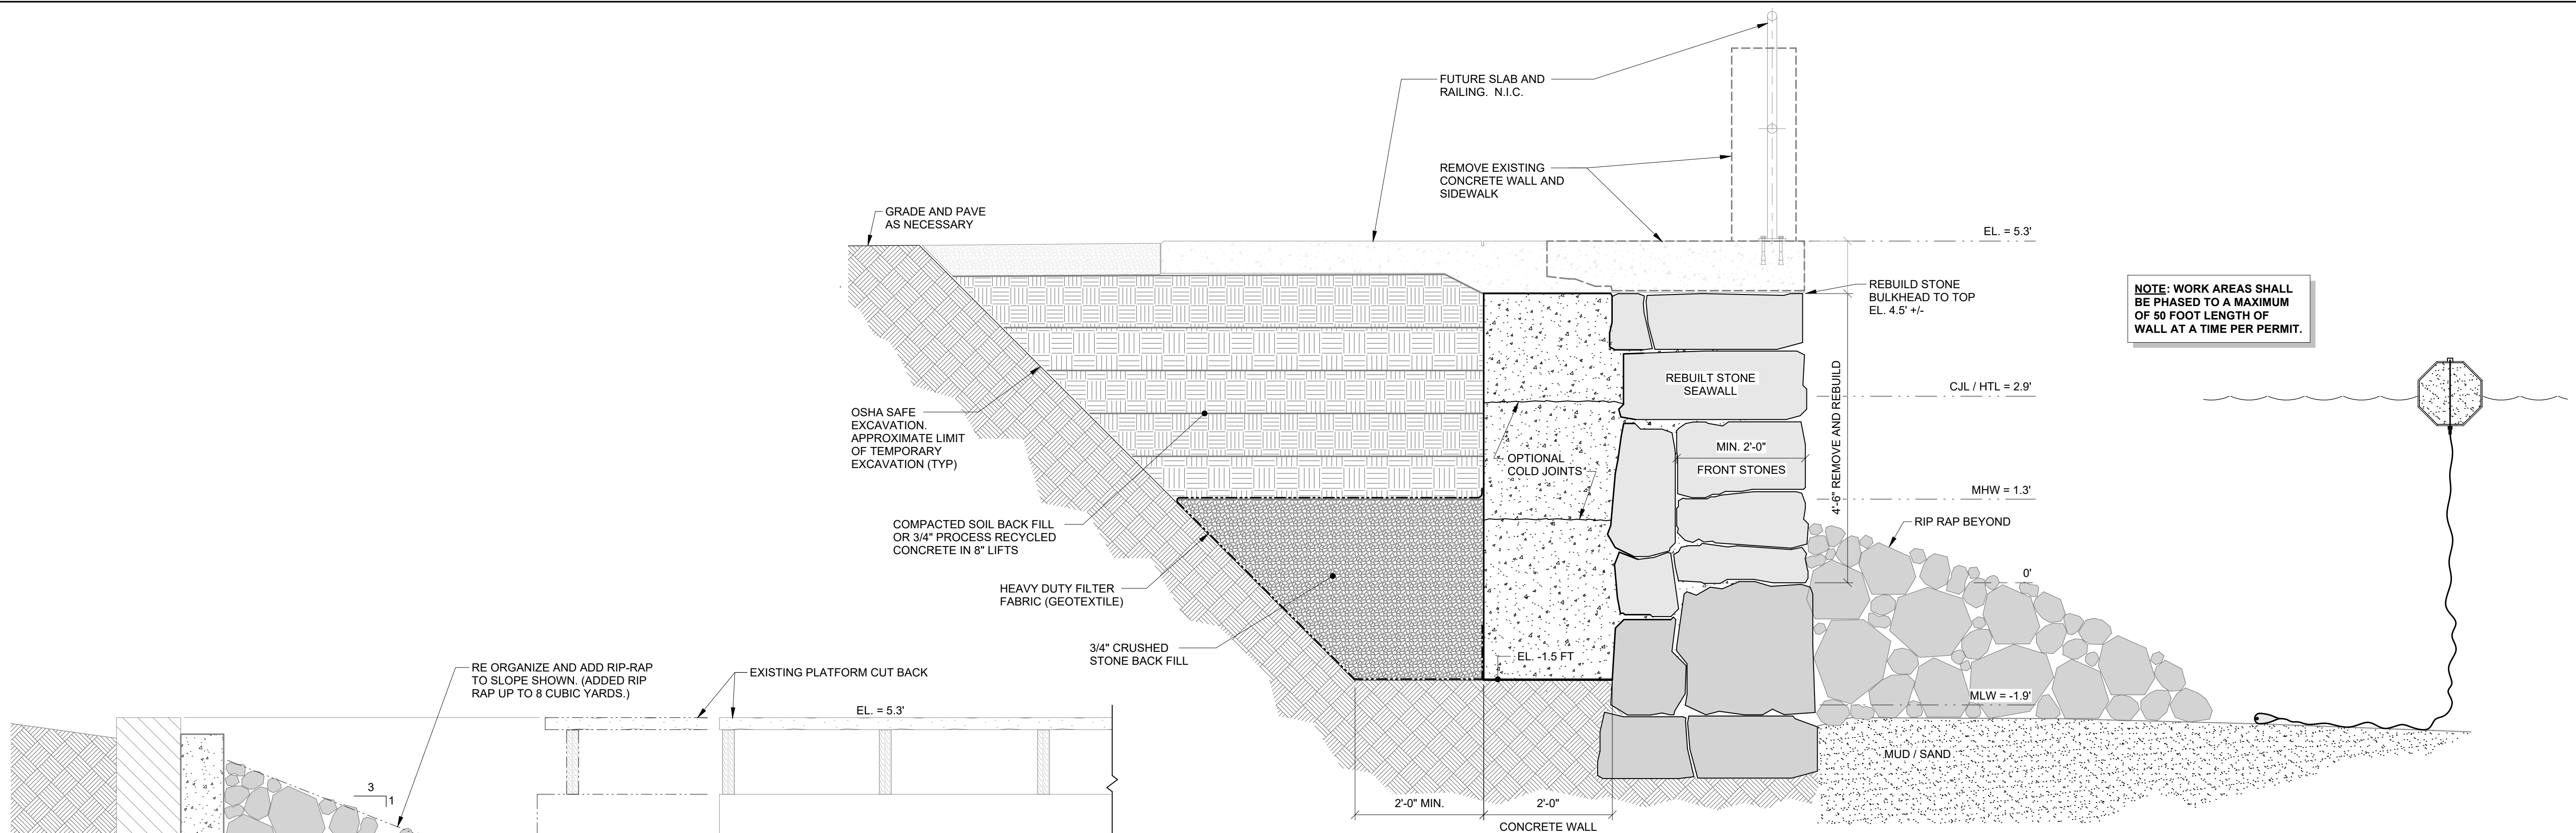 FUTURE SLAB AND
RAILING. N.I.C.
REMOVE EXISTING
CONCRETE WALL AND
SIDEWALK
GRADE AND PAVE
AS NECESSARY
EL. = 5.3'
REBUILD STONE
BULKHEAD TO TOP
EL. 4.5' +/-
NOTE: WORK AREAS SHALL
BE PHASED TO A MAXIMUM
OF 50 FOOT LENGTH OF
WALL AT A TIME PER PERMIT.
REBUILT STONE
SEAWALL
CJL / HTL = 2.9'
4'-6" REMOVE AND REBUILD
OSHA SAFE
EXCAVATION.
APPROXIMATE LIMIT
OF TEMPORARY
EXCAVATION (TYP)
MIN. 2'-0"
FRONT STONES
OPTIONAL
COLD JOINTS
MHW = 1.3'
COMPACTED SOIL BACK FILL
OR 3/4" PROCESS RECYCLED
CONCRETE IN 8" LIFTS
RIP RAP BEYOND
HEAVY DUTY FILTER
FABRIC (GEOTEXTILE)
0'
3/4" CRUSHED
STONE BACK FILL
EL. -1.5 FT
RE ORGANIZE AND ADD RIP-RAP
TO SLOPE SHOWN. (ADDED RIP
RAP UP TO 8 CUBIC YARDS.)
EXISTING PLATFORM CUT BACK
MLW = -1.9'
EL. = 5.3'
MUD / SAND
3
1
2'-0" MIN.
2'-0"
CONCRETE WALL